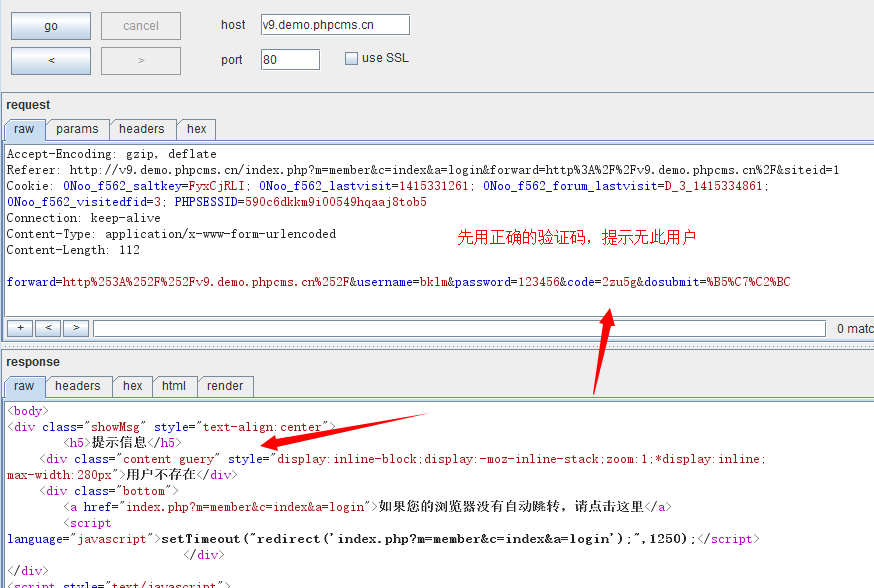 go
cancel
host
v9.demo.phpcms.cn
<
>
port
80
use SSL
request
raw
params
headers
hex
Accept-Encoding: gzip, deflate
Referer: http://v9.demo.phpcms.cn/index.php?m=member&c=index&a=login&forward=http%3A%2F%2Fv9.demo.phpcms.cn%2F&siteid=1
Cookie: 0Noo_f562_saltkey=FyxCjRLI; 0Noo_f562_lastvisit=1415331261; 0Noo_f562_forum_lastvisit=D_3_1415334861;
0Noo_f562_visitedfid=3; PHPSESSID=590c6dkkm9i00549hqaaj8tob5
Connection: keep-alive
Content-Type: application/x-www-form-urlencoded
先用正确的验证码，提示无此用户
Content-Length: 112
forward=http%253A%252F%252Fv9.demo.phpcms.cn%252F&username=bklm&password=123456&code=2zu5g&dosubmit=%B5%C7%C2%BC
+
<
>
0 matc
response
raw
headers
hex
html
render
<body>
<div class="showMsg" style="text-align:center">
<h5>提示信息</h5>
<div class="content guery" style="display:inline-block;display:-moz-inline-stack;zoom:1;*display:inline;
max-width:280px">用户不存在</div>
<div class="bottom">
<a href="index.php?m=member&c=index&a=login">如果您的浏览器没有自动跳转，请点击这里</a>
<script
language="javascript">setTimeout("redirect('index.php?m=member&c=index&a=login');",1250);</script>
</div>
</div>
<script style="text/javascript">